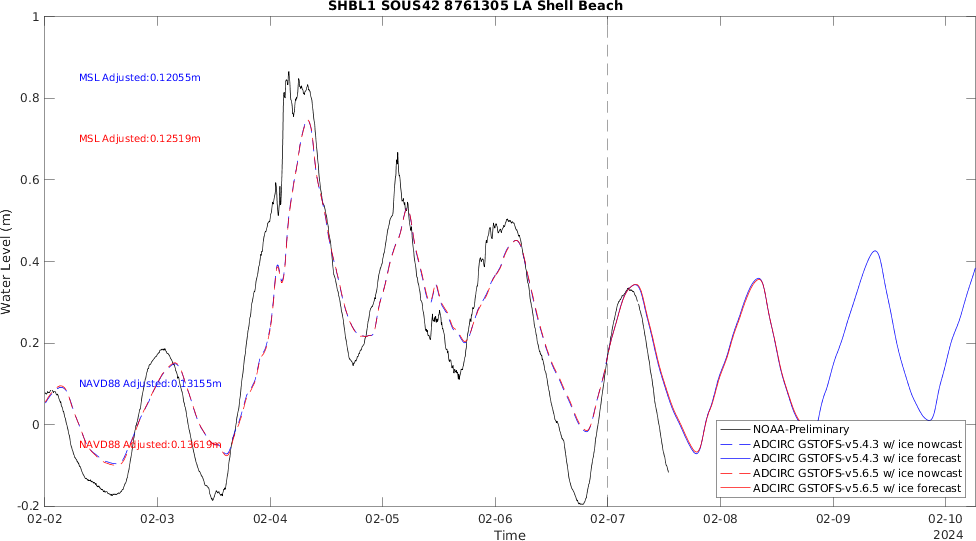 SHBL1 SOUS42 8761305 LA Shell Beach
1
0.8
0.6
0.4
0.2
0
-0.2
Water Level (m)
MSL Adjusted:0.12055m
MSL Adjusted:0.12519m
NAVD88 Adjusted:0.13155m
NAVD88 Adjusted:0.13619m
NOAA-Preliminary
ADCIRC GSTOFS-v5.4.3 w/ ice nowcast
ADCIRC GSTOFS-v5.4.3 w/ ice forecast
ADCIRC GSTOFS-v5.6.5 w/ ice nowcast
ADCIRC GSTOFS-v5.6.5 w/ ice forecast
02-02 02-03 02-04 02-05 02-06 02-07 02-08 02-09 02-10
Time 2024